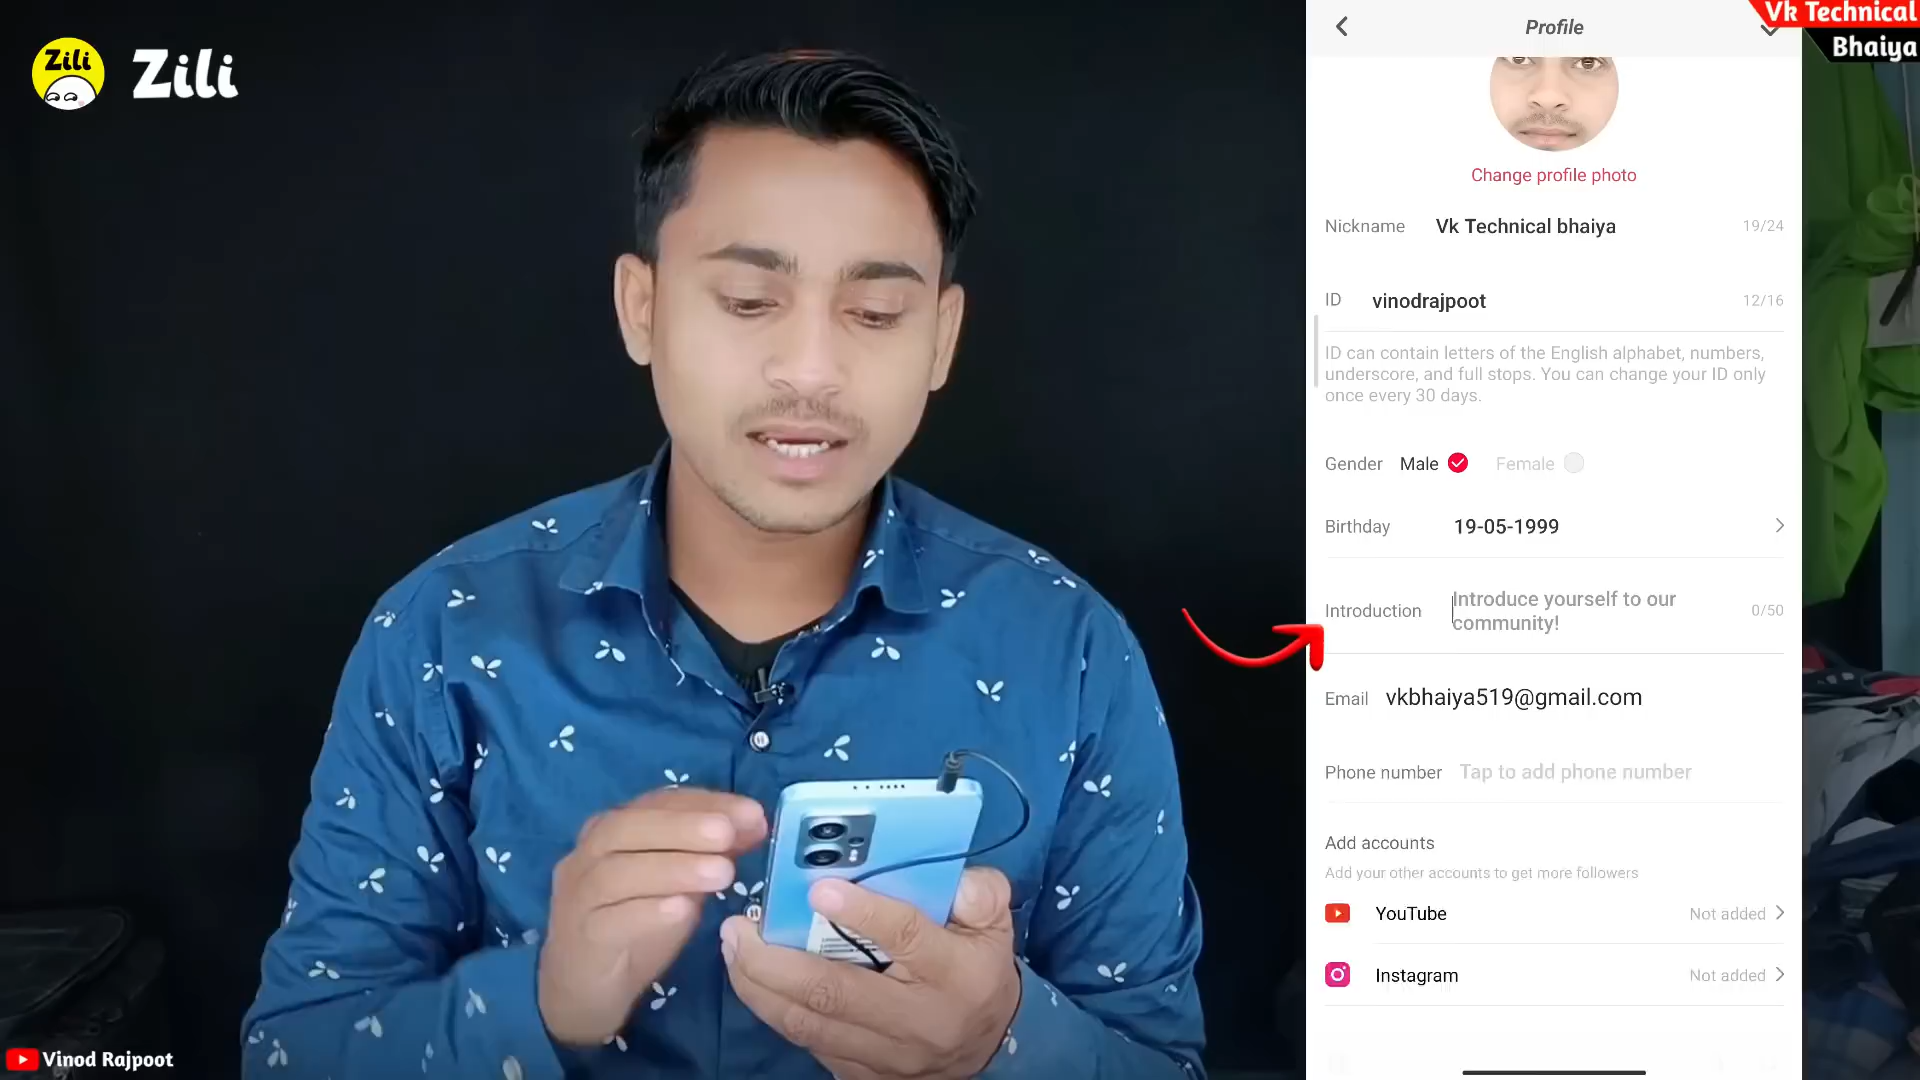 Zili
Zili
Vk Technical
Bhaiya
Profile
Change profile photo
Nickname Vk Technical bhaiya 19/24
ID vinodrajpoot 12/16
ID can contain letters of the English alphabet, numbers,
underscore, and full stops. You can change your ID only
once every 30 days.
Gender Male Female
Birthday 19-05-1999
Introduction Introduce yourself to our
community! 0/50
Email vkbhaiya519@gmail.com
Phone number Tap to add phone number
Add accounts
Add your other accounts to get more followers
YouTube Not added
Instagram Not added
Vinod Rajpoot